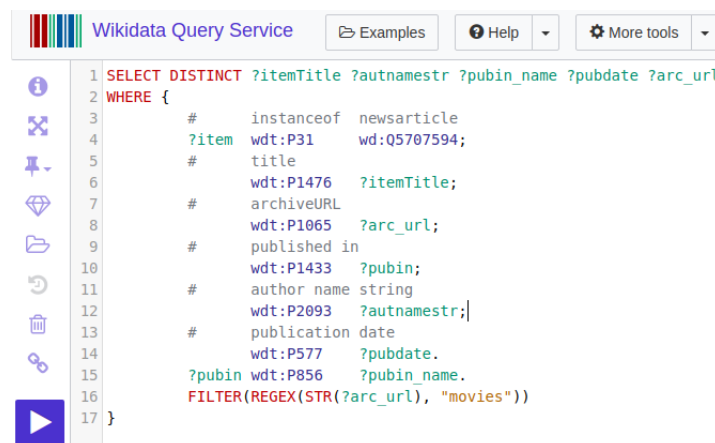 Wikidata Query Service Examples Help More tools
1 SELECT DISTINCT ?itemTitle ?autnamestr ?pubin_name ?pubdate ?arc_url
2 WHERE {
3 # instanceof newsarticle
4 ?item wdt:P31 wd:Q5707594;
5 # title
6 wdt:P1476 ?itemTitle;
7 # archiveURL
8 wdt:P1065 ?arc_url;
9 # published in
10 wdt:P1433 ?pubin;
11 # author name string
12 wdt:P2093 ?autnamestr;
13 # publication date
14 wdt:P577 ?pubdate.
15 ?pubin wdt:P856 ?pubin_name.
16 FILTER(REGEX(STR(?arc_url), "movies"))
17 }